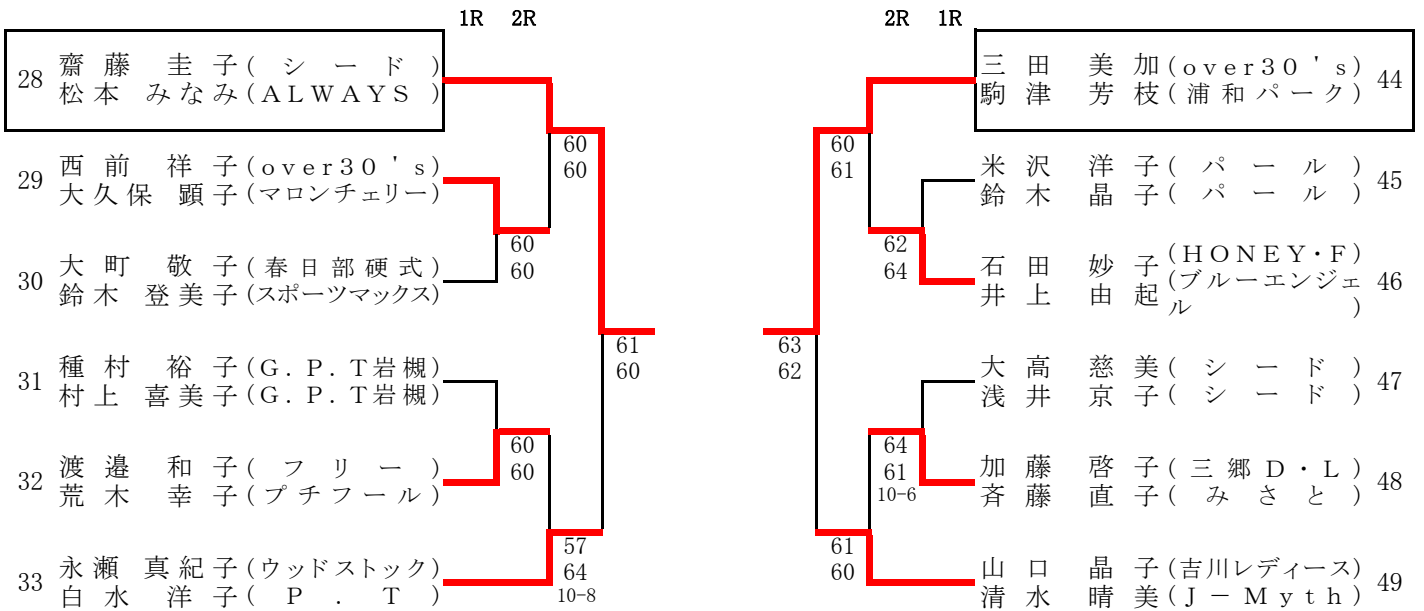 1R 2R
2R 1R
28
齋藤 圭子(シード)
松本 みなみ(ALWAYS)
29
西前 祥子(over30's)
大久保 顕子(マロンチェリー)
30
大町 敬子(春日部硬式)
鈴木 登美子(スポーツマックス)
31
種村 裕子(G.P.T岩槻)
村上 喜美子(G.P.T岩槻)
32
渡邉 和子(フリー)
荒木 幸子(プチフール)
33
永瀬 真紀子(ウッドストック)
白水 洋子(P.T)
60
60
60
60
61
60
60
60
57
64
10-8
60
61
62
64
63
62
64
61
10-6
61
60
三田 美加(over30's)
駒津 芳枝(浦和パーク)
44
米沢 洋子(パール)
鈴木 晶子(パール)
45
石田 妙子(HONEY・F)
井上 由起(ブルーエンジェ
ル)
46
大高 慈美(シード)
浅井 京子(シード)
47
加藤 啓子(三郷D・L)
斉藤 直子(みさと)
48
山口 晶子(吉川レディース)
清水 晴美(J－Myth)
49